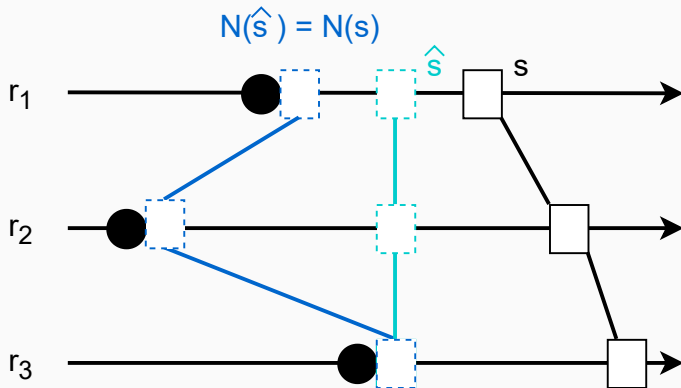 N(ŝ) = N(s)
ŝ
s
r₁
r₂
r₃